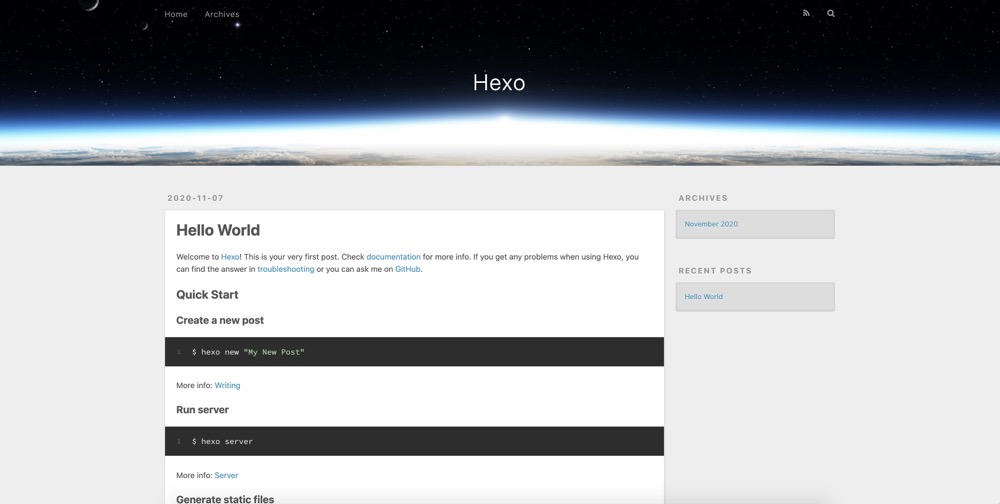 Home Archives
Hexo
2020-11-07
Hello World
Welcome to Hexo! This is your very first post. Check documentation for more info. If you get any problems when using Hexo, you
can find the answer in troubleshooting or you can ask me on GitHub.
Quick Start
Create a new post
1 $ hexo new "My New Post"
More info: Writing
Run server
1 $ hexo server
More info: Server
Generate static files
ARCHIVES
November 2020
RECENT POSTS
Hello World